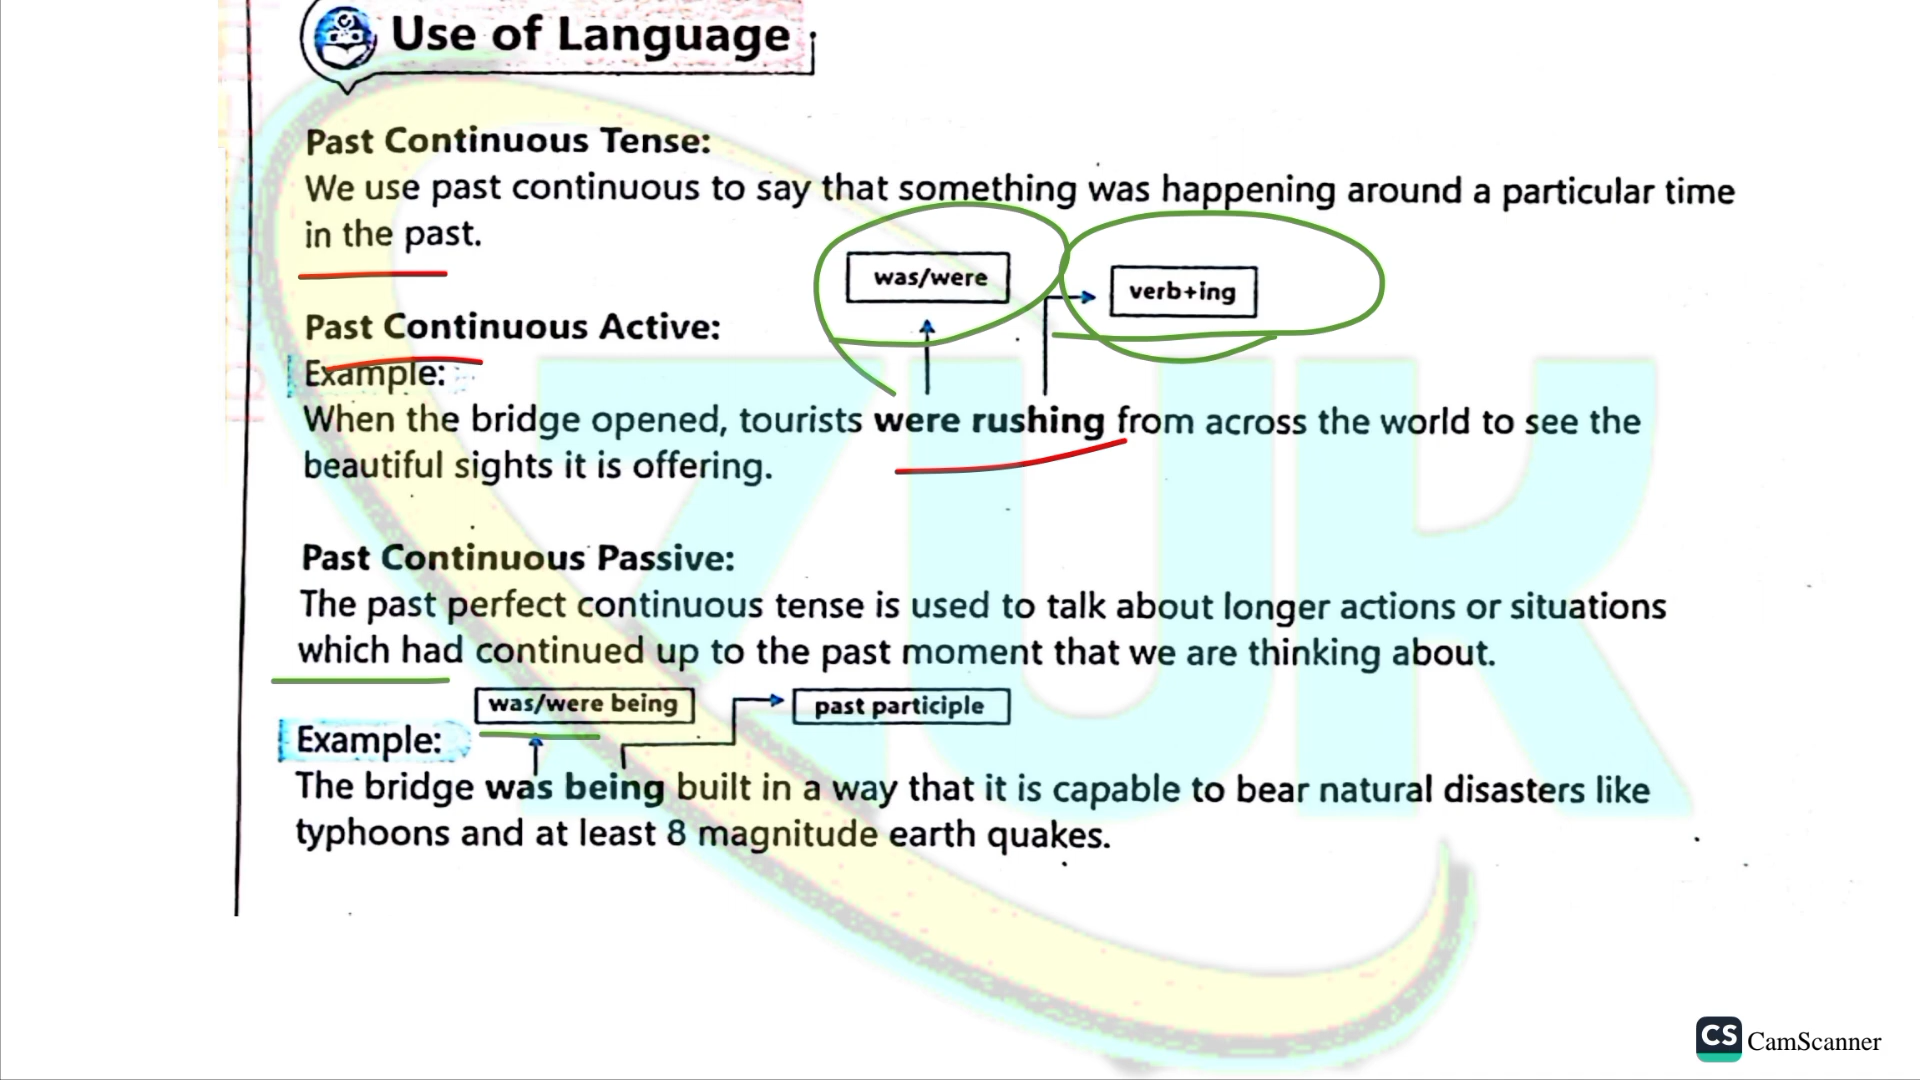 Use of Language
Past Continuous Tense:
We use past continuous to say that something was happening around a particular time
in the past.
was/were
verb+ing
Past Continuous Active:
Example:
When the bridge opened, tourists were rushing from across the world to see the
beautiful sights it is offering.
Past Continuous Passive:
The past perfect continuous tense is used to talk about longer actions or situations
which had continued up to the past moment that we are thinking about.
was/were being
past participle
Example:
The bridge was being built in a way that it is capable to bear natural disasters like
typhoons and at least 8 magnitude earth quakes.
ZUK
CS CamScanner